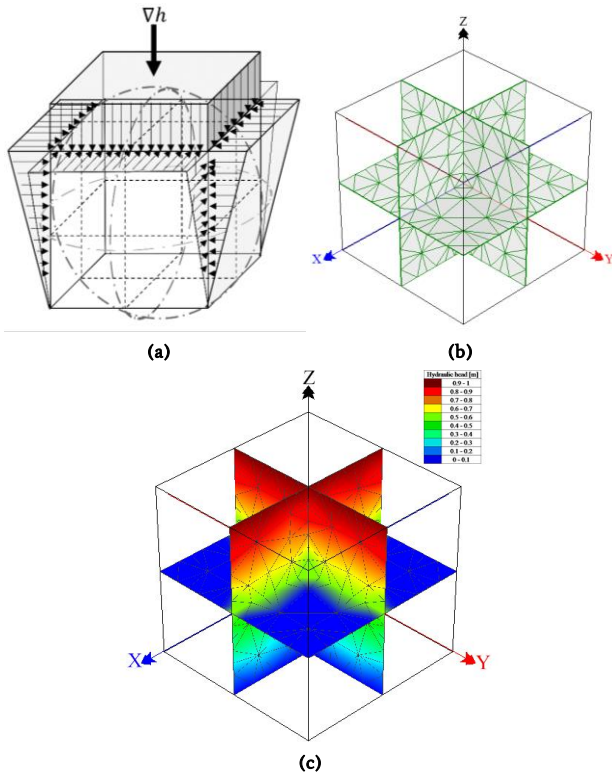 ∇h
(a)
Z
X
Y
(b)
Z
Hydraulic head [m]
0.9 - 1
0.8 - 0.9
0.7 - 0.8
0.6 - 0.7
0.5 - 0.6
0.4 - 0.5
0.3 - 0.4
0.2 - 0.3
0.1 - 0.2
0 - 0.1
X
Y
(c)